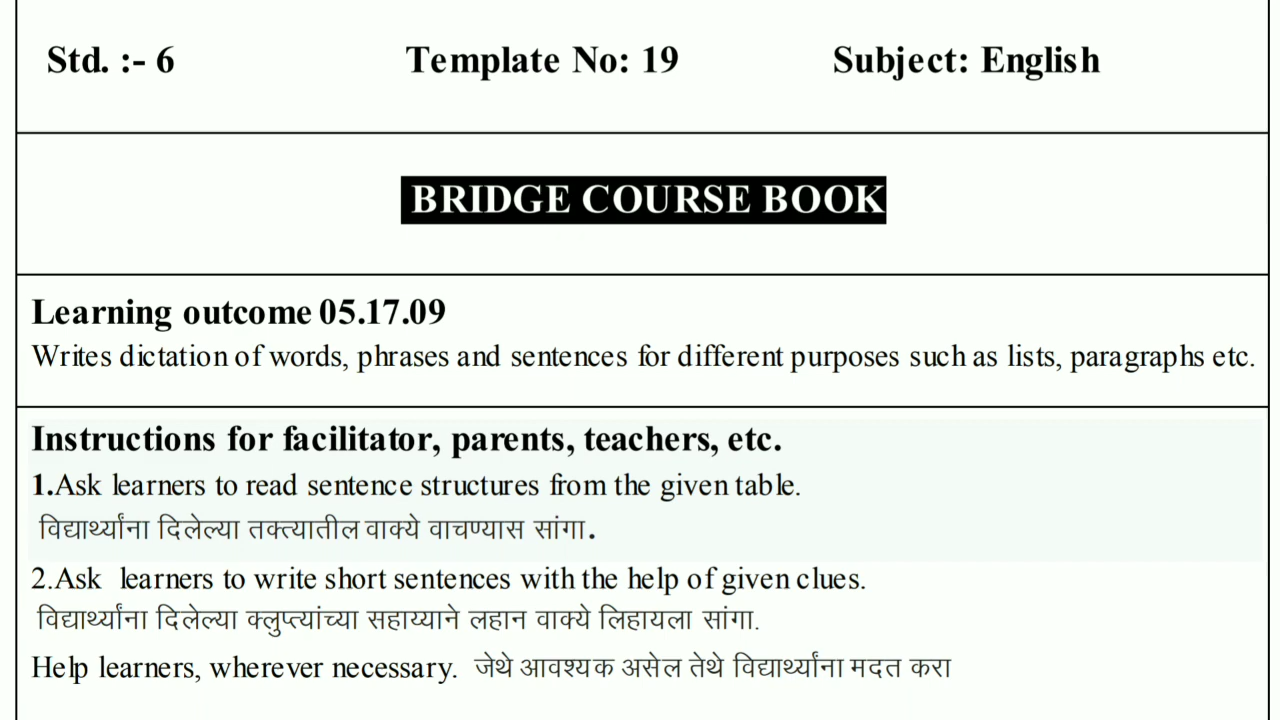 Std. :- 6 Template No: 19 Subject: English
BRIDGE COURSE BOOK
Learning outcome 05.17.09
Writes dictation of words, phrases and sentences for different purposes such as lists, paragraphs etc.
Instructions for facilitator, parents, teachers, etc.
1.Ask learners to read sentence structures from the given table.
विद्यार्थ्यांना दिलेल्या तक्त्यातील वाक्ये वाचण्यास सांगा.
2.Ask learners to write short sentences with the help of given clues.
विद्यार्थ्यांना दिलेल्या क्लुप्त्यांच्या सहाय्याने लहान वाक्ये लिहायला सांगा.
Help learners, wherever necessary. जेथे आवश्यक असेल तेथे विद्यार्थ्यांना मदत करा